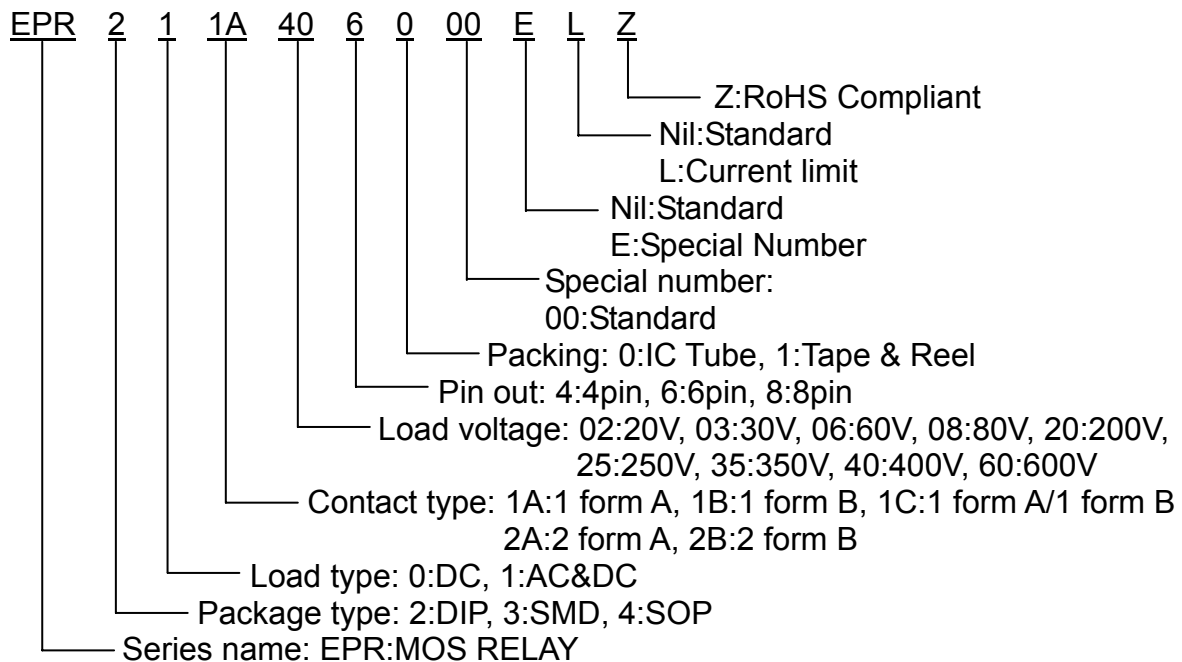 EPR 2 1 1A 40 6 0 00 E L Z
Z:RoHS Compliant
Nil:Standard
L:Current limit
Nil:Standard
E:Special Number
Special number:
00:Standard
Packing: 0:IC Tube, 1:Tape & Reel
Pin out: 4:4pin, 6:6pin, 8:8pin
Load voltage: 02:20V, 03:30V, 06:60V, 08:80V, 20:200V,
25:250V, 35:350V, 40:400V, 60:600V
Contact type: 1A:1 form A, 1B:1 form B, 1C:1 form A/1 form B
2A:2 form A, 2B:2 form B
Load type: 0:DC, 1:AC&DC
Package type: 2:DIP, 3:SMD, 4:SOP
Series name: EPR:MOS RELAY